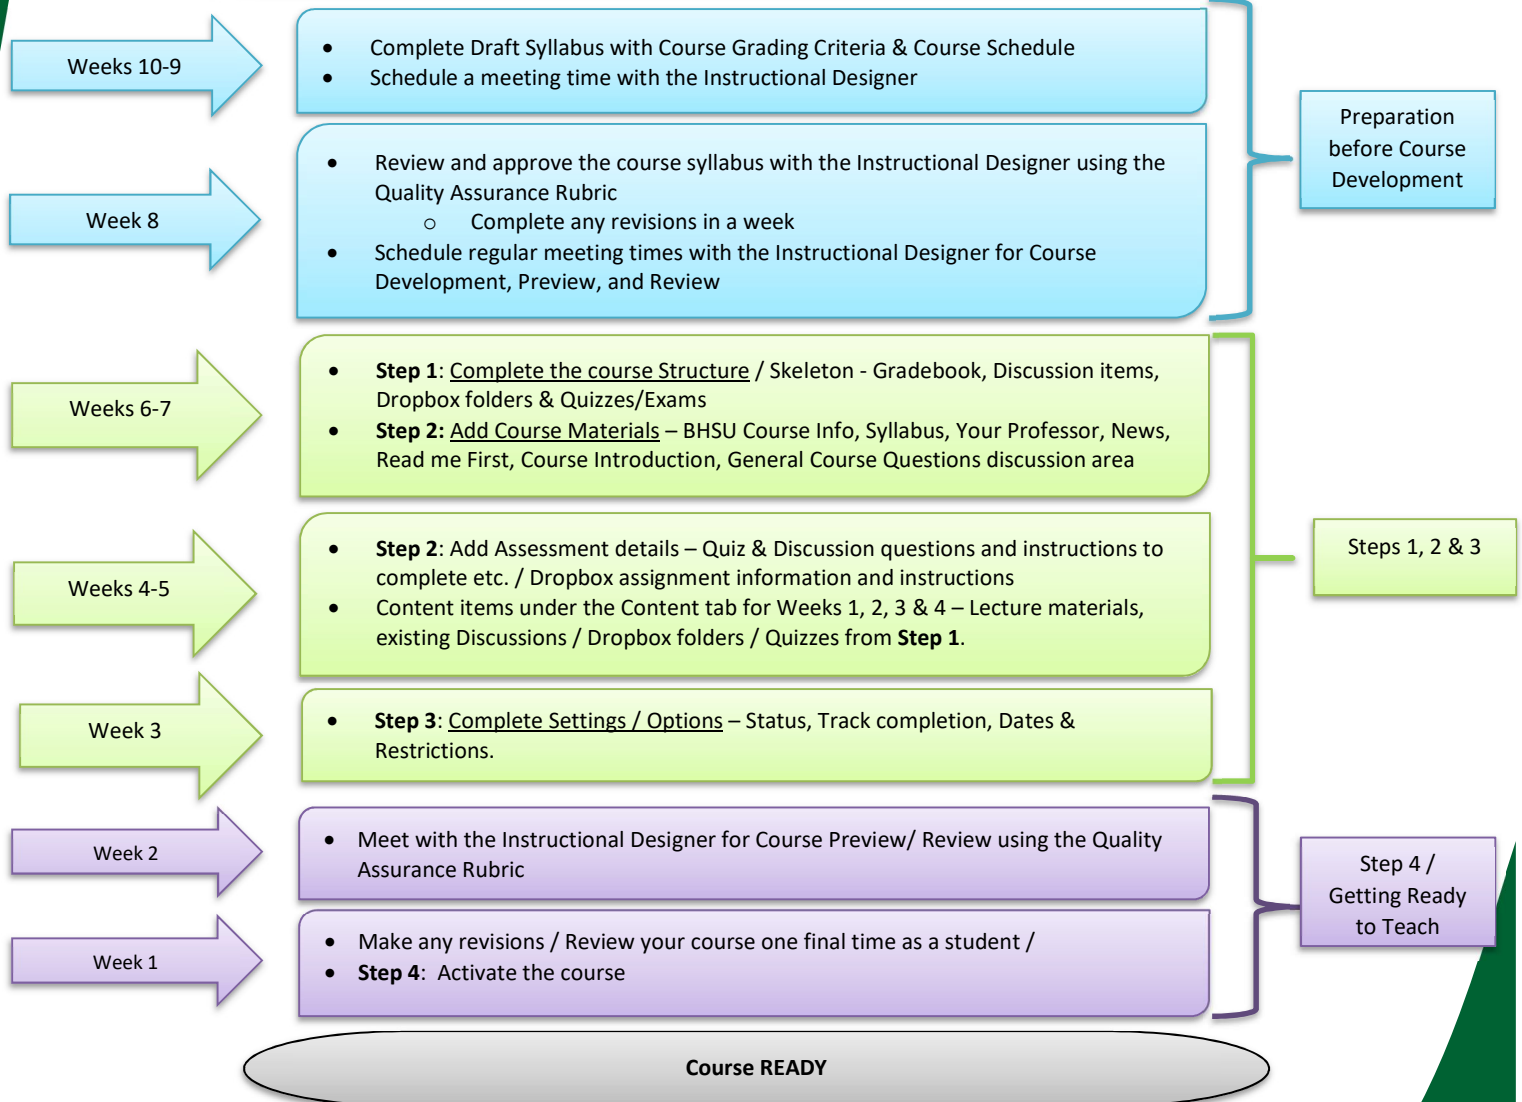 Weeks 10-9
• Complete Draft Syllabus with Course Grading Criteria & Course Schedule
• Schedule a meeting time with the Instructional Designer
Preparation
before Course
Development
Week 8
• Review and approve the course syllabus with the Instructional Designer using the
Quality Assurance Rubric
o Complete any revisions in a week
• Schedule regular meeting times with the Instructional Designer for Course
Development, Preview, and Review
Weeks 6-7
• Step 1: Complete the course Structure / Skeleton - Gradebook, Discussion items,
Dropbox folders & Quizzes/Exams
• Step 2: Add Course Materials – BHSU Course Info, Syllabus, Your Professor, News,
Read me First, Course Introduction, General Course Questions discussion area
Weeks 4-5
• Step 2: Add Assessment details – Quiz & Discussion questions and instructions to
complete etc. / Dropbox assignment information and instructions
• Content items under the Content tab for Weeks 1, 2, 3 & 4 – Lecture materials,
existing Discussions / Dropbox folders / Quizzes from Step 1.
Steps 1, 2 & 3
Week 3
• Step 3: Complete Settings / Options – Status, Track completion, Dates &
Restrictions.
Week 2
• Meet with the Instructional Designer for Course Preview/ Review using the Quality
Assurance Rubric
Step 4 /
Getting Ready
to Teach
Week 1
• Make any revisions / Review your course one final time as a student /
• Step 4: Activate the course
Course READY